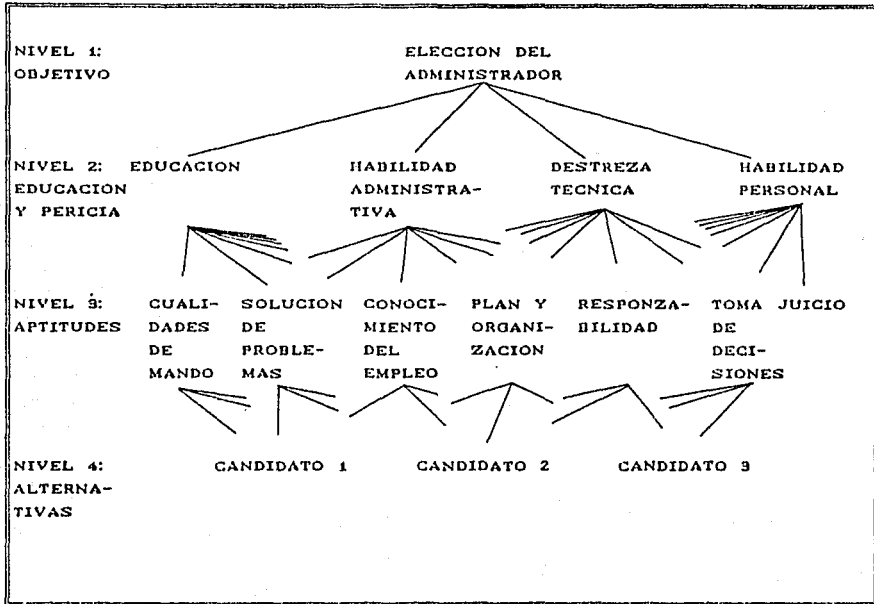 NIVEL 1: ELECCION DEL
OBJETIVO ADMINISTRADOR
NIVEL 2: EDUCACION HABILIDAD DESTREZA HABILIDAD
EDUCACION ADMINISTRA- TECNICA PERSONAL
Y PERICIA TIVA
NIVEL 3: CUALI- SOLUCION CONOCI- PLAN Y RESPONZA- TOMA JUICIO
APTITUDES DADES DE MIENTO ORGANI- BILIDAD DE
DE PROBLE- DEL ZACION DECI-
MANDO MAS EMPLEO SIONES
NIVEL 4: CANDIDATO 1 CANDIDATO 2 CANDIDATO 3
ALTERNA-
TIVAS